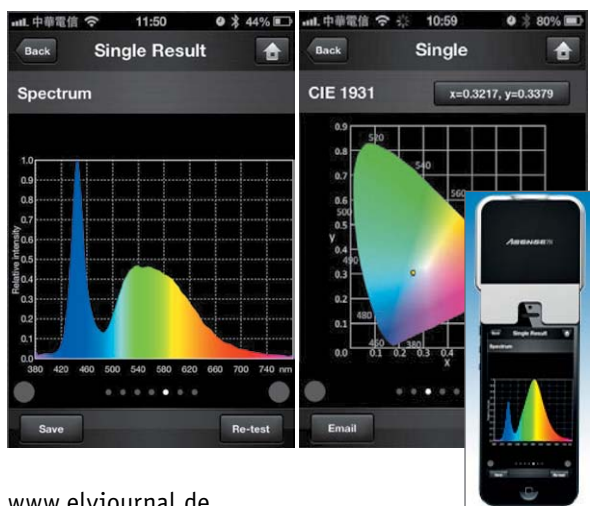 中華電信 11:50 44%
Back Single Result
Spectrum
Relative intensity
1.0
0.9
0.8
0.7
0.6
0.5
0.4
0.3
0.2
0.1
0.0
380 420 460 500 540 580 620 660 700 740 nm
Save Re-test
中華電信 10:59 80%
Back Single
CIE 1931 x=0.3217, y=0.3379
0.9
0.8
0.7
0.6
0.5
0.4
0.3
0.2
0.1
0.0
y
520
540
560
500
490
480
460 380
0.1 0.2 0.3 0.4
X
Email
ASENSETEK
Single Result
Spectrum
www.elvjournal.de